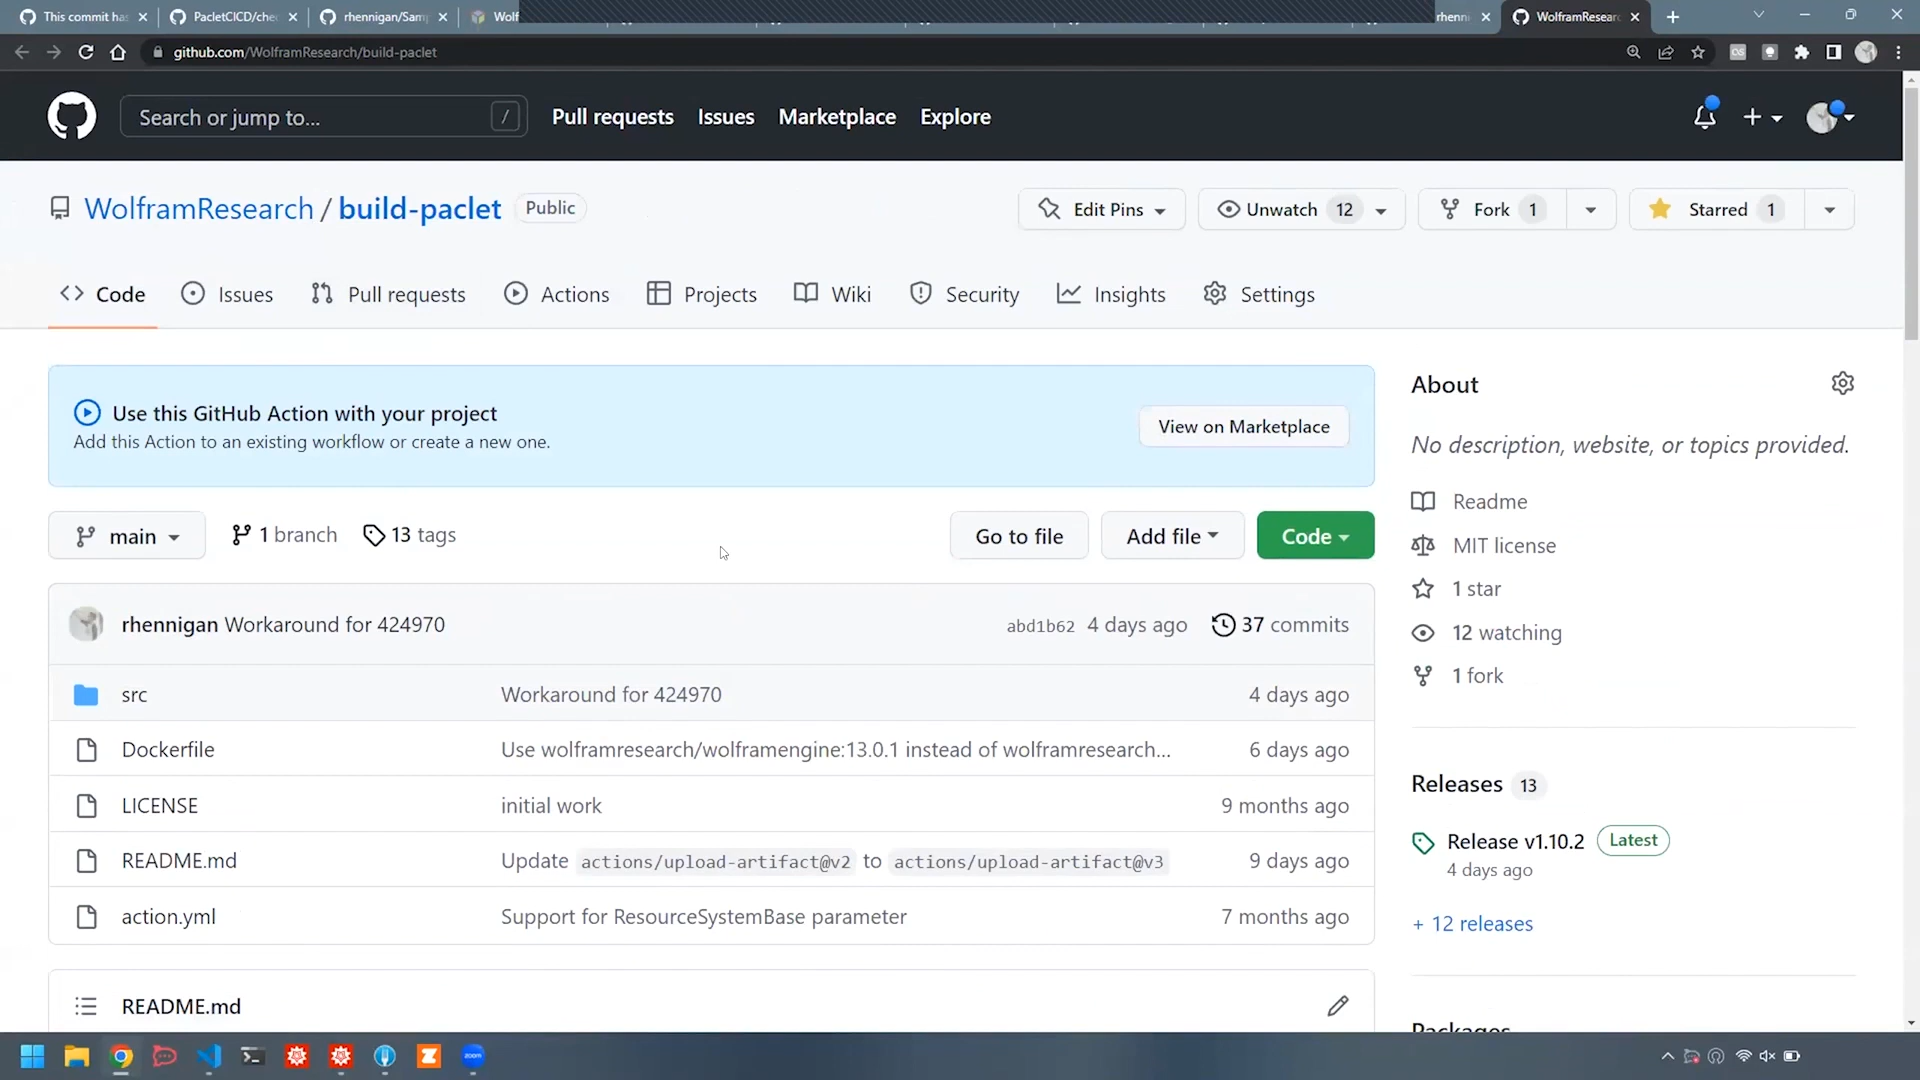 This commit ha
PacletCICD/che
rhennigan/Sam
Wolf
rhenni
WolframResear
github.com/WolframResearch/build-paclet
Search or jump to... /
Pull requests
Issues
Marketplace
Explore
WolframResearch / build-paclet
Public
Edit Pins
Unwatch 12
Fork 1
Starred 1
Code
Issues
Pull requests
Actions
Projects
Wiki
Security
Insights
Settings
Use this GitHub Action with your project
Add this Action to an existing workflow or create a new one.
View on Marketplace
main
1 branch
13 tags
Go to file
Add file
Code
rhennigan Workaround for 424970
abd1b62 4 days ago
37 commits
src Workaround for 424970 4 days ago
Dockerfile Use wolframresearch/wolframengine:13.0.1 instead of wolframresearch... 6 days ago
LICENSE initial work 9 months ago
README.md Update actions/upload-artifact@v2 to actions/upload-artifact@v3 9 days ago
action.yml Support for ResourceSystemBase parameter 7 months ago
README.md
About
No description, website, or topics provided.
Readme
MIT license
1 star
12 watching
1 fork
Releases 13
Release v1.10.2 Latest
4 days ago
+ 12 releases
Packages
zoom